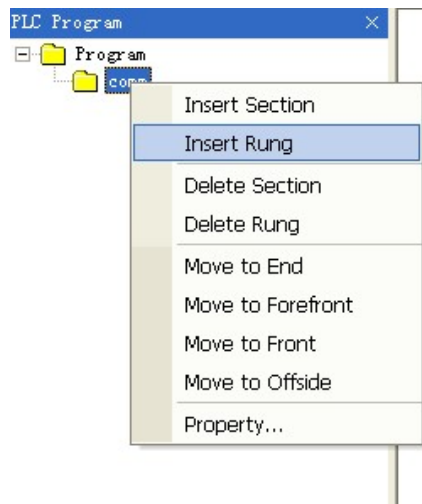 PLC Program
Program
Insert Section
Insert Rung
Delete Section
Delete Rung
Move to End
Move to Forefront
Move to Front
Move to Offside
Property...